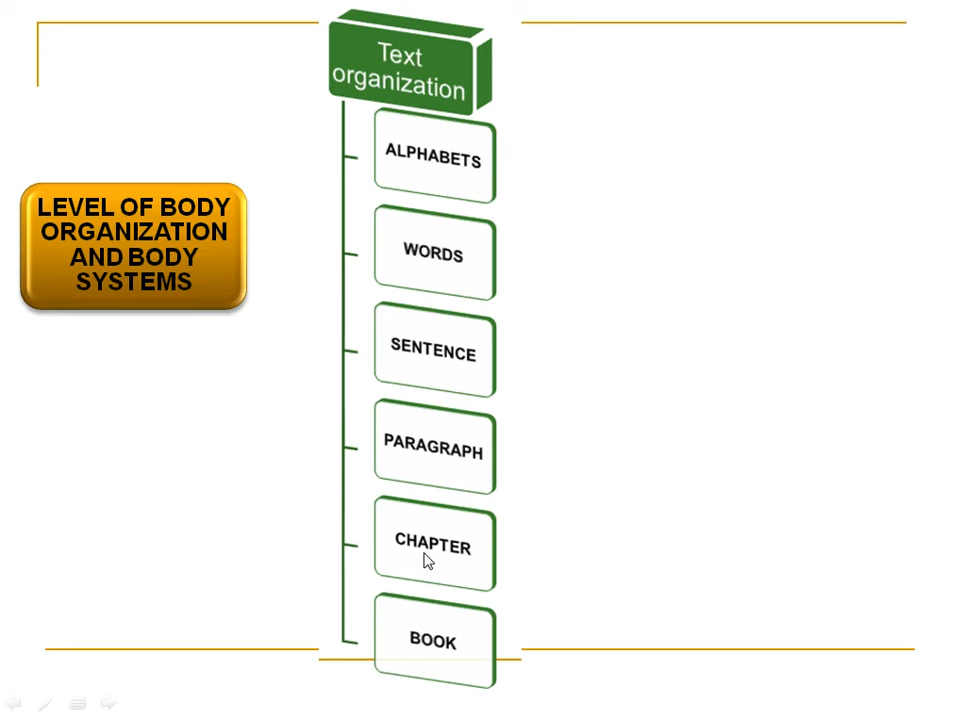 LEVEL OF BODY
ORGANIZATION
AND BODY
SYSTEMS
Text
organization
ALPHABETS
WORDS
SENTENCE
PARAGRAPH
CHAPTER
BOOK